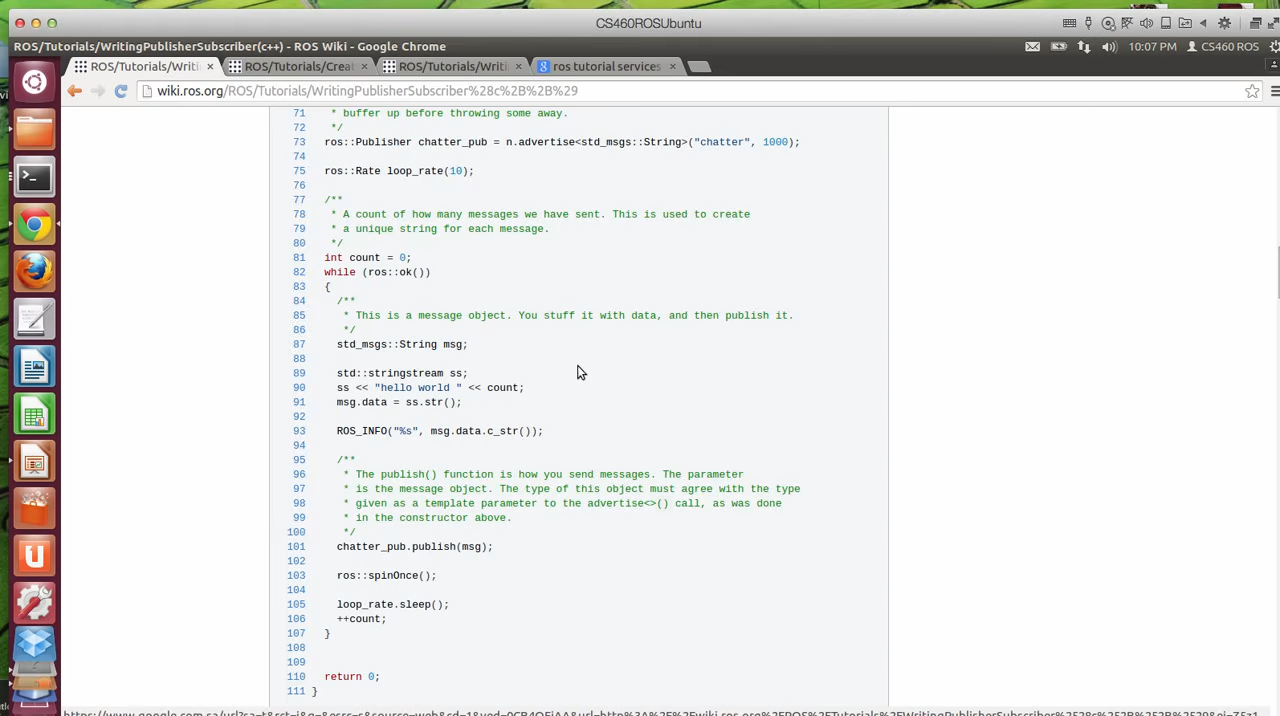 CS460ROSUbuntu
ROS/Tutorials/WritingPublisherSubscriber(c++) - ROS Wiki - Google Chrome
10:07 PM CS460 ROS
ROS/Tutorials/Writi × ROS/Tutorials/Crea × ROS/Tutorials/Writi × ros tutorial services ×
wiki.ros.org/ROS/Tutorials/WritingPublisherSubscriber%28c%2B%2B%29
71 * buffer up before throwing some away.
72 */
73 ros::Publisher chatter_pub = n.advertise<std_msgs::String>("chatter", 1000);
74
75 ros::Rate loop_rate(10);
76
77 /**
78 * A count of how many messages we have sent. This is used to create
79 * a unique string for each message.
80 */
81 int count = 0;
82 while (ros::ok())
83 {
84 /**
85 * This is a message object. You stuff it with data, and then publish it.
86 */
87 std_msgs::String msg;
88
89 std::stringstream ss;
90 ss << "hello world " << count;
91 msg.data = ss.str();
92
93 ROS_INFO("%s", msg.data.c_str());
94
95 /**
96 * The publish() function is how you send messages. The parameter
97 * is the message object. The type of this object must agree with the type
98 * given as a template parameter to the advertise<>() call, as was done
99 * in the constructor above.
100 */
101 chatter_pub.publish(msg);
102
103 ros::spinOnce();
104
105 loop_rate.sleep();
106 ++count;
107 }
108
109
110 return 0;
111 }